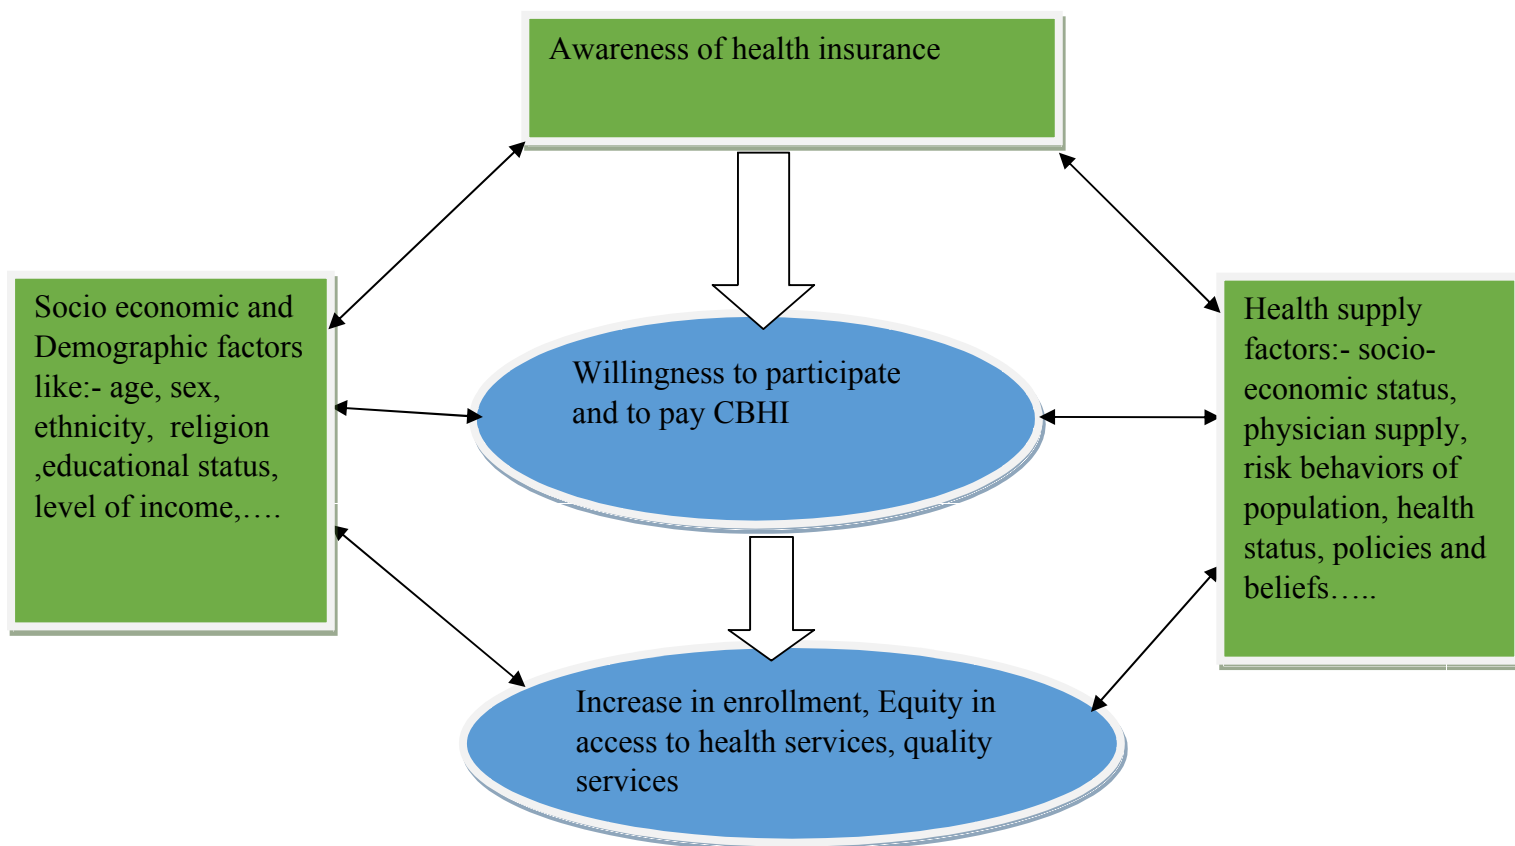 Awareness of health insurance
Socio economic and
Demographic factors
like:- age, sex,
ethnicity,  religion
,educational status,
level of income,….
Willingness to participate
and to pay CBHI
Health supply
factors:- socio-
economic status,
physician supply,
risk behaviors of
population, health
status, policies and
beliefs…..
Increase in enrollment, Equity in
access to health services, quality
services